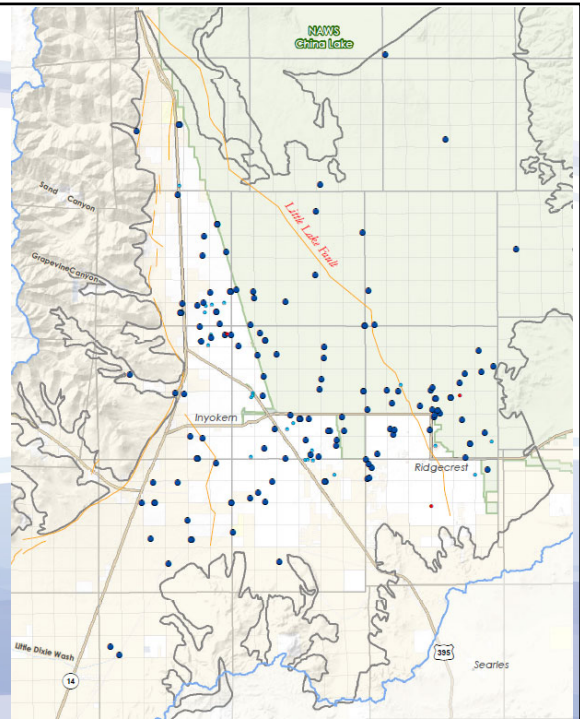 NAWS
China Lake
Sand Canyon
Little Lake Fault
Grapevine Canyon
Inyokern
Ridgecrest
Little Dixie Wash
395
Searles
14